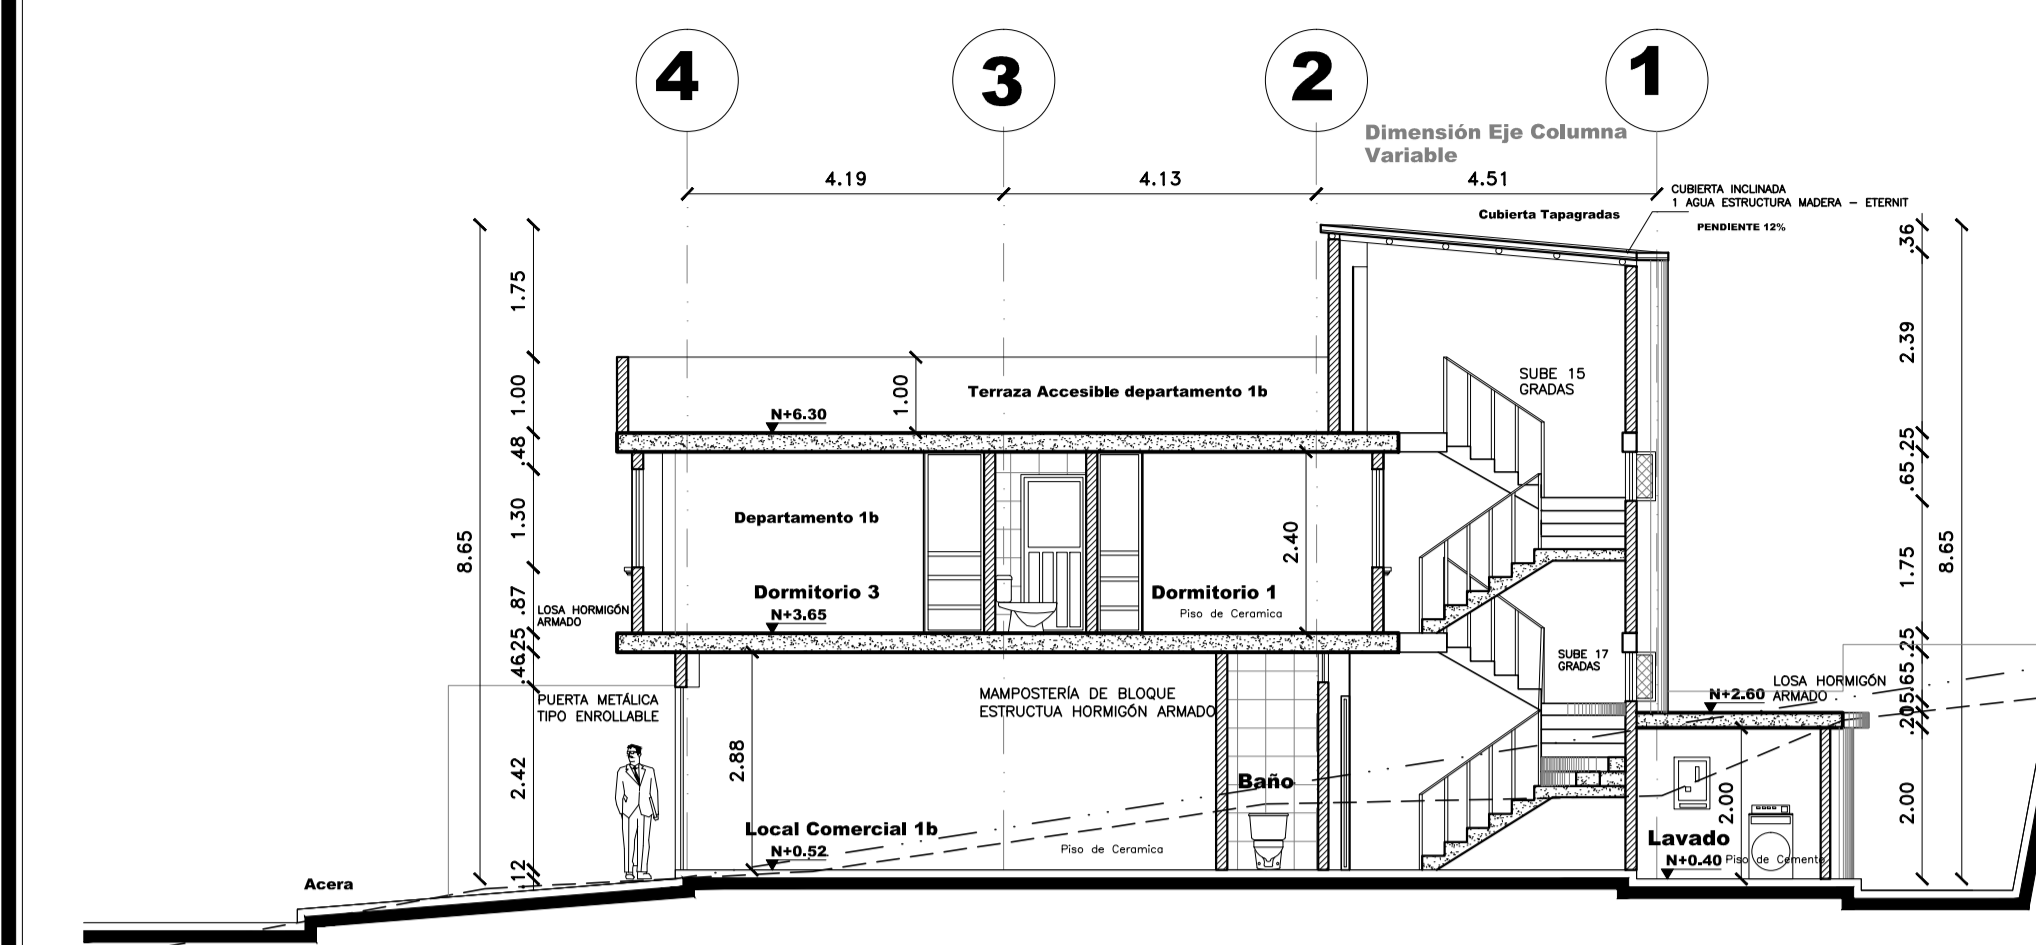 4
3
2
1
Dimensión Eje Columna
Variable
4.19
4.13
4.51
CUBIERTA INCLINADA
1 AGUA ESTRUCTURA MADERA – ETERNIT
PENDIENTE 12%
Cubierta Tapagradas
8.65
1.75
1.00
.48
1.30
.87
.25
.46
2.42
.12
1.00
Terraza Accesible departamento 1b
N+6.30
SUBE 15
GRADAS
Departamento 1b
2.40
Dormitorio 3
N+3.65
Dormitorio 1
Piso de Ceramica
LOSA HORMIGÓN
ARMADO
SUBE 17
GRADAS
PUERTA METÁLICA
TIPO ENROLLABLE
MAMPOSTERÍA DE BLOQUE
ESTRUCTUA HORMIGÓN ARMADO
LOSA HORMIGÓN
ARMADO
N+2.60
2.88
Baño
2.00
Local Comercial 1b
N+0.52
Piso de Ceramica
Lavado
N+0.40
Piso de Cemento
Acera
.36
2.39
.25
.65
1.75
.25
.65
.20
2.00
8.65